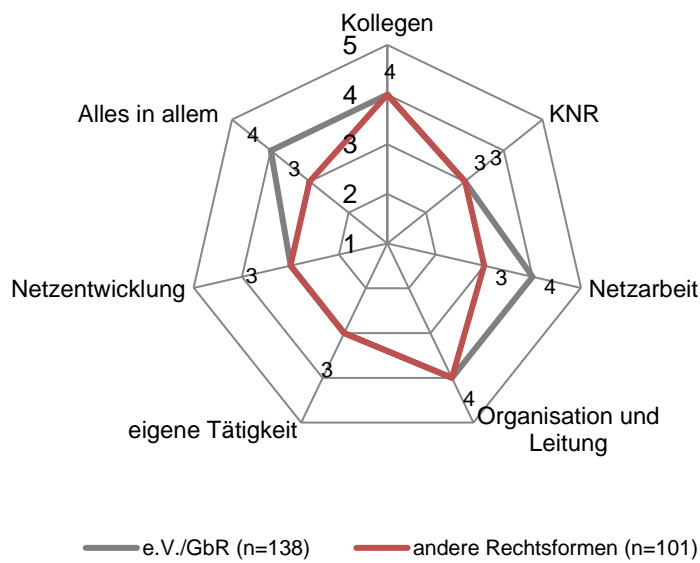 Kollegen
5
4
4
Alles in allem
KNR
4
3
3
3
3
2
1
Netzentwicklung
3
3
4
Netzarbeit
3
4
eigene Tätigkeit
Organisation und
Leitung
e.V./GbR (n=138)
andere Rechtsformen (n=101)